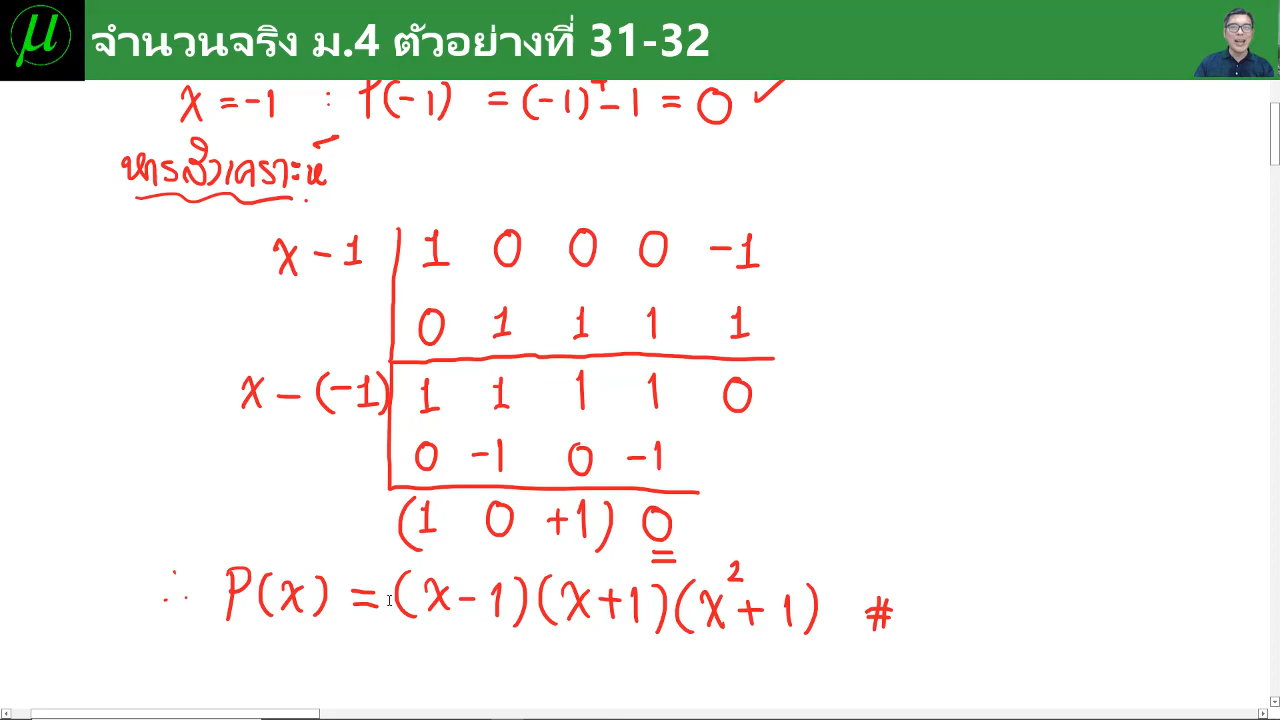 μ จำนวนจริง ม.4 ตัวอย่างที่ 31-32
x = -1 : P(-1) = (-1)⁴ - 1 = 0 ✓
หารสังเคราะห์
x - 1 | 1 0 0 0 -1
0 1 1 1 1
x - (-1) | 1 1 1 1 0
0 -1 0 -1
(1 0 +1) 0
∴ P(x) = (x-1)(x+1)(x²+1) #